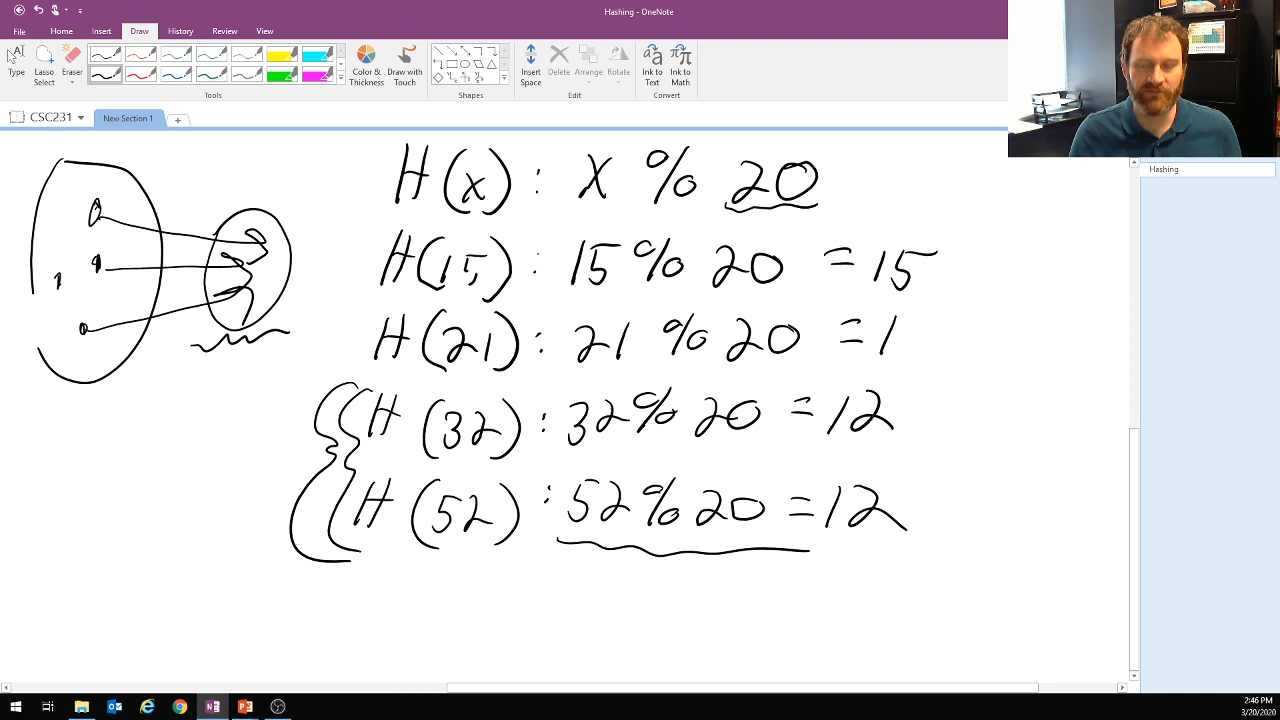 Hashing - OneNote
File Home Insert Draw History Review View
Type
Lasso Select
Eraser
Color & Thickness
Draw with Touch
Insert Space
Delete
Arrange
Rotate
Ink to Text
Ink to Math
Tools
Shapes
Edit
Convert
CSC231
New Section 1
+
Hashing
H(x) : X % 20
H(15) : 15 % 20 = 15
H(21) : 21 % 20 = 1
H(32) : 32 % 20 = 12
H(52) : 52 % 20 = 12
2:46 PM
3/20/2020